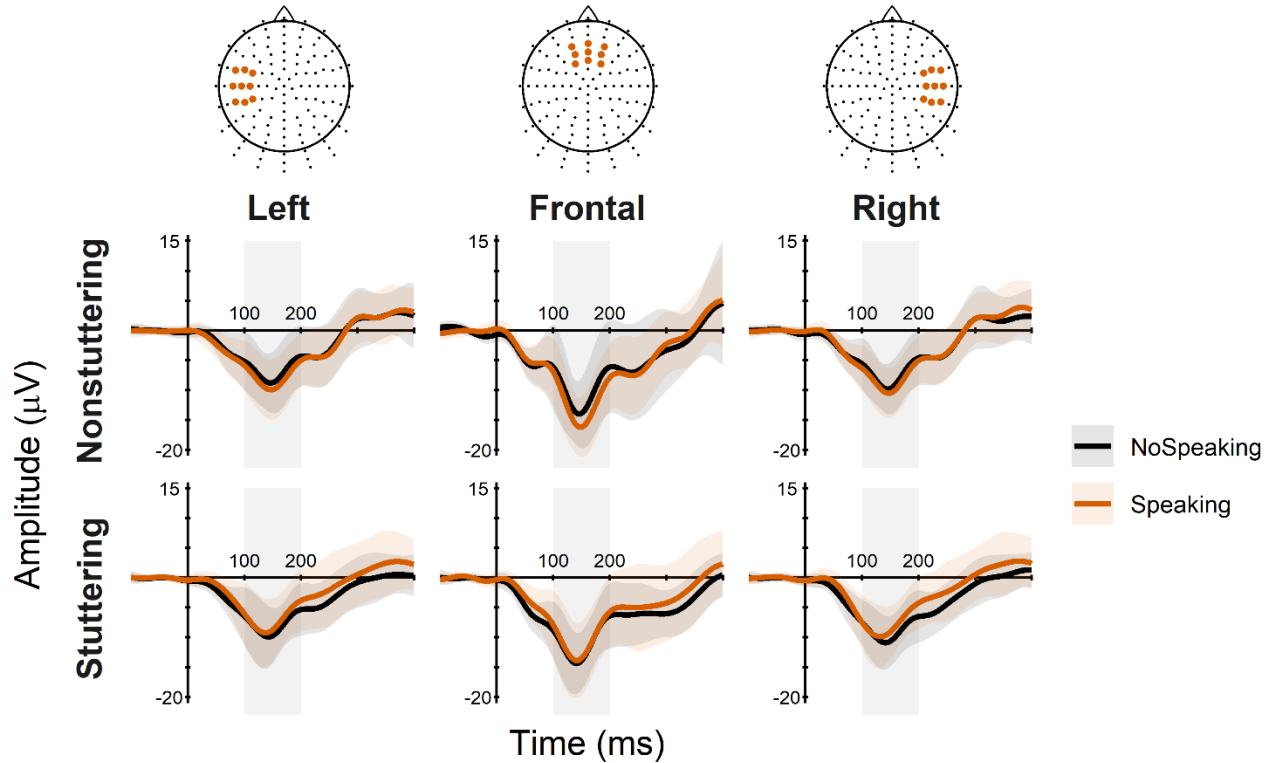 Left Frontal Right
Amplitude (μV)
Nonstuttering
15 15 15
100 200 100 200 100 200
-20 -20 -20
Stuttering
15 15 15
100 200 100 200 100 200
-20 -20 -20
NoSpeaking
Speaking
Time (ms)